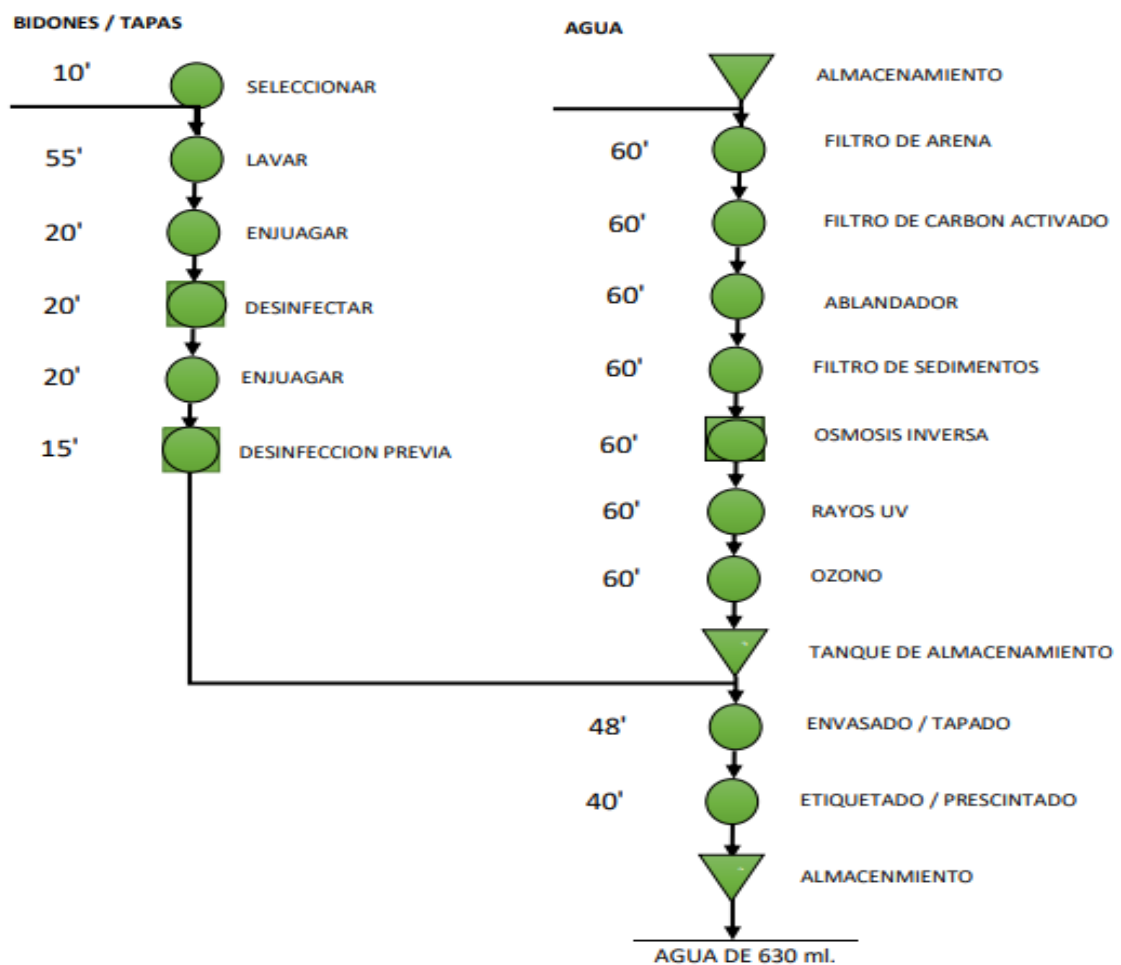 BIDONES / TAPAS
10' SELECCIONAR
55' LAVAR
20' ENJUAGAR
20' DESINFECTAR
20' ENJUAGAR
15' DESINFECCION PREVIA
AGUA
ALMACENAMIENTO
60' FILTRO DE ARENA
60' FILTRO DE CARBON ACTIVADO
60' ABLANDADOR
60' FILTRO DE SEDIMENTOS
60' OSMOSIS INVERSA
60' RAYOS UV
60' OZONO
TANQUE DE ALMACENAMIENTO
48' ENVASADO / TAPADO
40' ETIQUETADO / PRESCINTADO
ALMACENMIENTO
AGUA DE 630 ml.